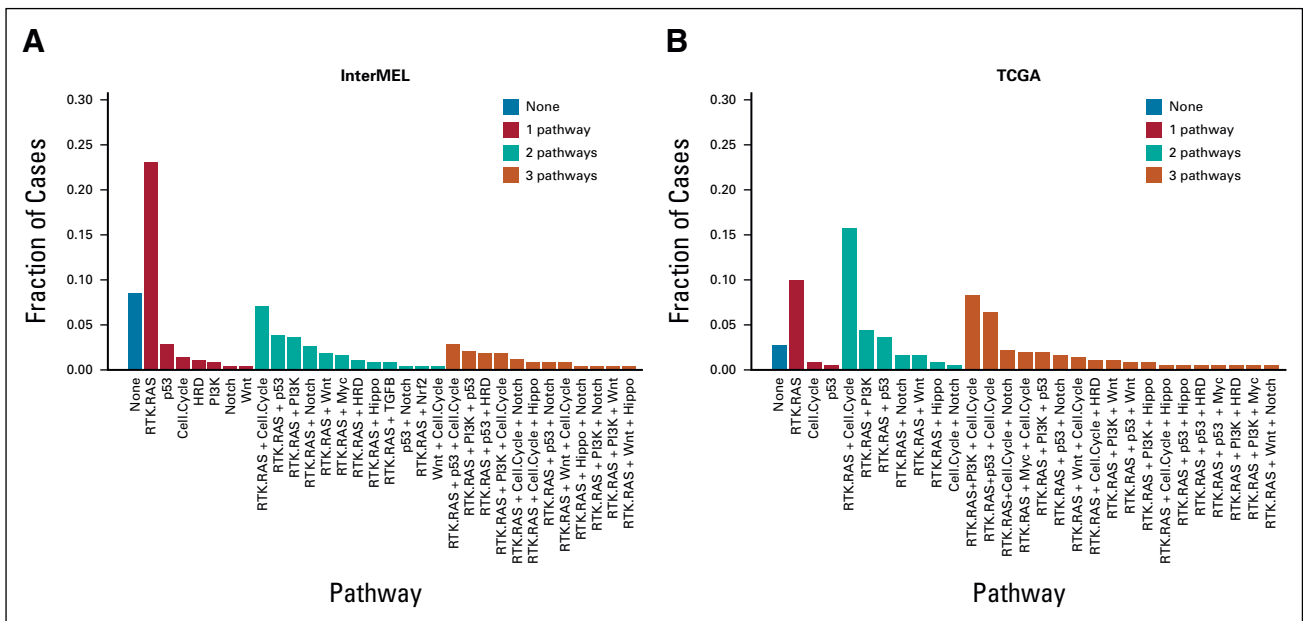 A
InterMEL
Fraction of Cases
0.30
0.25
0.20
0.15
0.10
0.05
0.00
None
1 pathway
2 pathways
3 pathways
None
RTK.RAS
p53
Cell.Cycle
HRD
PI3K
Notch
Wnt
RTK.RAS + Cell.Cycle
RTK.RAS + p53
RTK.RAS + PI3K
RTK.RAS + Notch
RTK.RAS + Wnt
RTK.RAS + Myc
RTK.RAS + HRD
RTK.RAS + Hippo
RTK.RAS + TGFB
p53 + Notch
RTK.RAS + Nrf2
Wnt + Cell.Cycle
RTK.RAS + p53 + Cell.Cycle
RTK.RAS + PI3K + p53
RTK.RAS + p53 + HRD
RTK.RAS + PI3K + Cell.Cycle
RTK.RAS + Cell.Cycle + Notch
RTK.RAS + Cell.Cycle + Hippo
RTK.RAS + p53 + Notch
RTK.RAS + Wnt + Cell.Cycle
RTK.RAS + Hippo + Notch
RTK.RAS + PI3K + Notch
RTK.RAS + PI3K + Wnt
RTK.RAS + Wnt + Hippo
Pathway
B
TCGA
Fraction of Cases
0.30
0.25
0.20
0.15
0.10
0.05
0.00
None
1 pathway
2 pathways
3 pathways
None
RTK.RAS
Cell.Cycle
p53
RTK.RAS + Cell.Cycle
RTK.RAS + PI3K
RTK.RAS + p53
RTK.RAS + Notch
RTK.RAS + Wnt
RTK.RAS + Hippo
Cell.Cycle + Notch
RTK.RAS+PI3K + Cell.Cycle
RTK.RAS+p53 + Cell.Cycle
RTK.RAS+Cell.Cycle + Notch
RTK.RAS + Myc + Cell.Cycle
RTK.RAS + PI3K + p53
RTK.RAS + p53 + Notch
RTK.RAS + Wnt + Cell.Cycle
RTK.RAS + Cell.Cycle + HRD
RTK.RAS + PI3K + Wnt
RTK.RAS + p53 + Wnt
RTK.RAS + PI3K + Hippo
RTK.RAS + Cell.Cycle + Hippo
RTK.RAS + p53 + Hippo
RTK.RAS + p53 + HRD
RTK.RAS + p53 + Myc
RTK.RAS + PI3K + HRD
RTK.RAS + PI3K + Myc
RTK.RAS + Wnt + Notch
Pathway